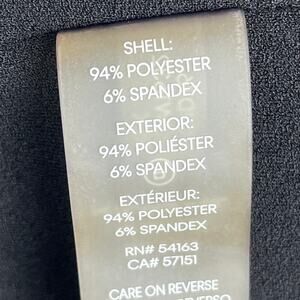 SHELL:
94% POLYESTER
6% SPANDEX
EXTERIOR:
94% POLIÉSTER
6% SPANDEX
EXTÉRIEUR:
94% POLYESTER
6% SPANDEX
RN# 54163
CA# 57151
CARE ON REVERSE
REVERSO